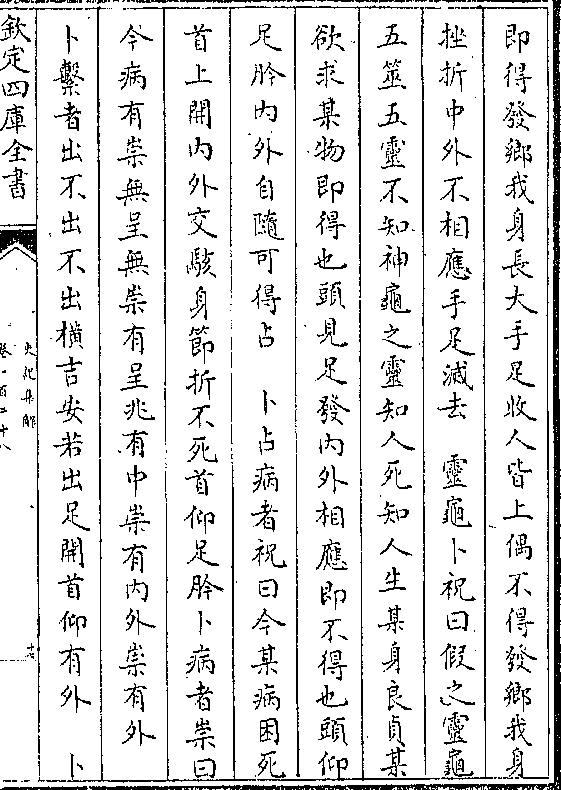 即得發鄉我身長大手足收人皆上偶不得發鄉我身
挫折中外不相應手足滅去　靈龜卜祝曰假之靈龜
五筮五靈不知神龜之靈知人死知人生某身良貞某
欲求某物即得也頭見足發内外相應即不得也頭仰
足肣内外自隨可得占　卜占病者祝曰今某病困死
首上開内外交駭身節折不死首仰足肣卜病者祟曰
今病有祟無呈無祟有呈兆有中祟有内外祟有外
卜繫者出不出不出横吉安若出足開首仰有外　卜
欽定四庫全書
史記集解
卷一百二十八